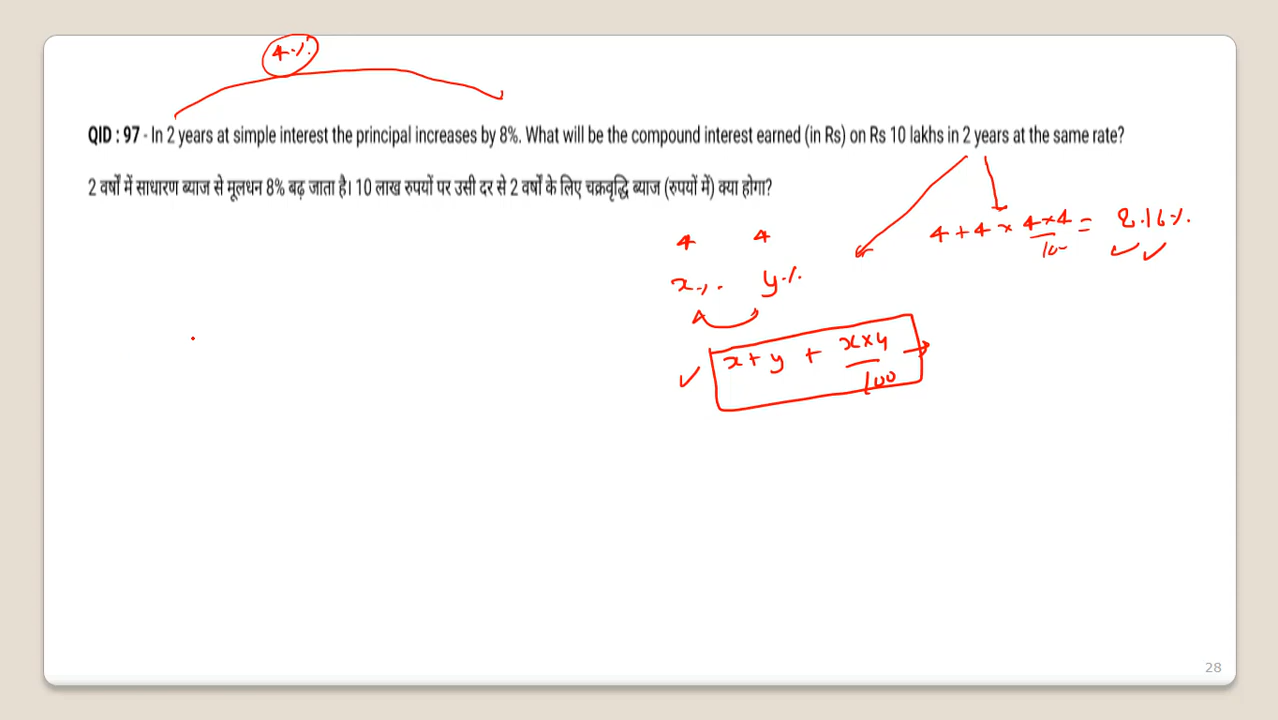 4%
QID : 97 - In 2 years at simple interest the principal increases by 8%. What will be the compound interest earned (in Rs) on Rs 10 lakhs in 2 years at the same rate?
2 वर्षों में साधारण ब्याज से मूलधन 8% बढ़ जाता है। 10 लाख रुपयों पर उसी दर से 2 वर्षों के लिए चक्रवृद्धि ब्याज (रुपयों में) क्या होगा?
4 + 4 × 4×4/100 = 8.16%
4 4
x% y%
x + y + x×y/100
28